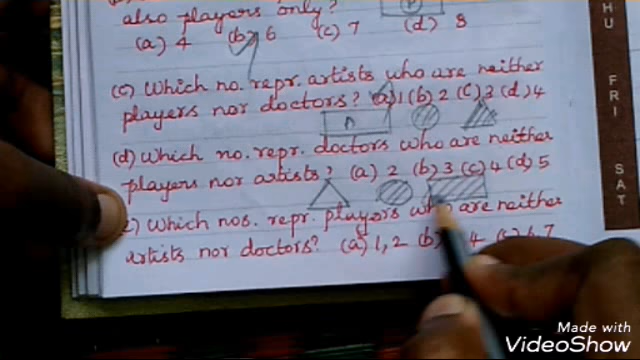 also players only?
(a) 4 (b) 6 (c) 7 (d) 8
(c) Which no. repr. artists who are neither
players nor doctors? (a) 1 (b) 2 (c) 3 (d) 4
(d) Which no. repr. doctors who are neither
players nor artists? (a) 2 (b) 3 (c) 4 (d) 5
Which nos. repr. players who are neither
artists nor doctors? (a) 1, 2 (b) 4 (c) 6, 7
THU
FRI
SAT
Made with
VideoShow